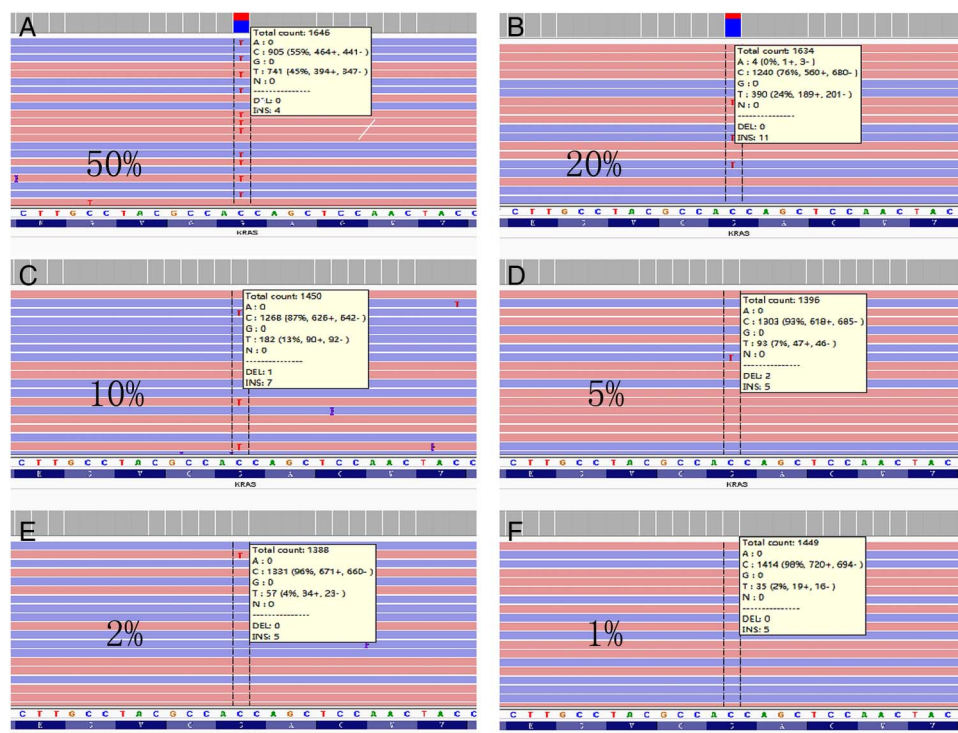 A
Total count: 1646
A : 0
C : 905 (55%, 464+, 441- )
G : 0
T : 741 (45%, 394+, 347- )
N : 0
---------------
DEL: 0
INS: 4
50%
C T T G C C T A C G C C A C C A G C T C C A A C T A C C
KRAS
B
Total count: 1634
A : 4 (0%, 1+, 3- )
C : 1240 (76%, 560+, 680- )
G : 0
T : 390 (24%, 189+, 201- )
N : 0
---------------
DEL: 0
INS: 11
20%
C T T G C C T A C G C C A C C A G C T C C A A C T A C
KRAS
C
Total count: 1450
A : 0
C : 1268 (87%, 626+, 642- )
G : 0
T : 182 (13%, 90+, 92- )
N : 0
---------------
DEL: 1
INS: 7
10%
C T T G C C T A C G C C A C C A G C T C C A A C T A C C
KRAS
D
Total count: 1396
A : 0
C : 1303 (93%, 618+, 685- )
G : 0
T : 93 (7%, 47+, 46- )
N : 0
---------------
DEL: 2
INS: 5
5%
C T T G C C T A C G C C A C C A G C T C C A A C T A C
KRAS
E
Total count: 1388
A : 0
C : 1331 (96%, 671+, 660- )
G : 0
T : 57 (4%, 34+, 23- )
N : 0
---------------
DEL: 0
INS: 5
2%
C T T G C C T A C G C C A C C A G C T C C A A C T A C C
F
Total count: 1449
A : 0
C : 1414 (98%, 720+, 694- )
G : 0
T : 35 (2%, 19+, 16- )
N : 0
---------------
DEL: 0
INS: 5
1%
C T T G C C T A C G C C A C C A G C T C C A A C T A C